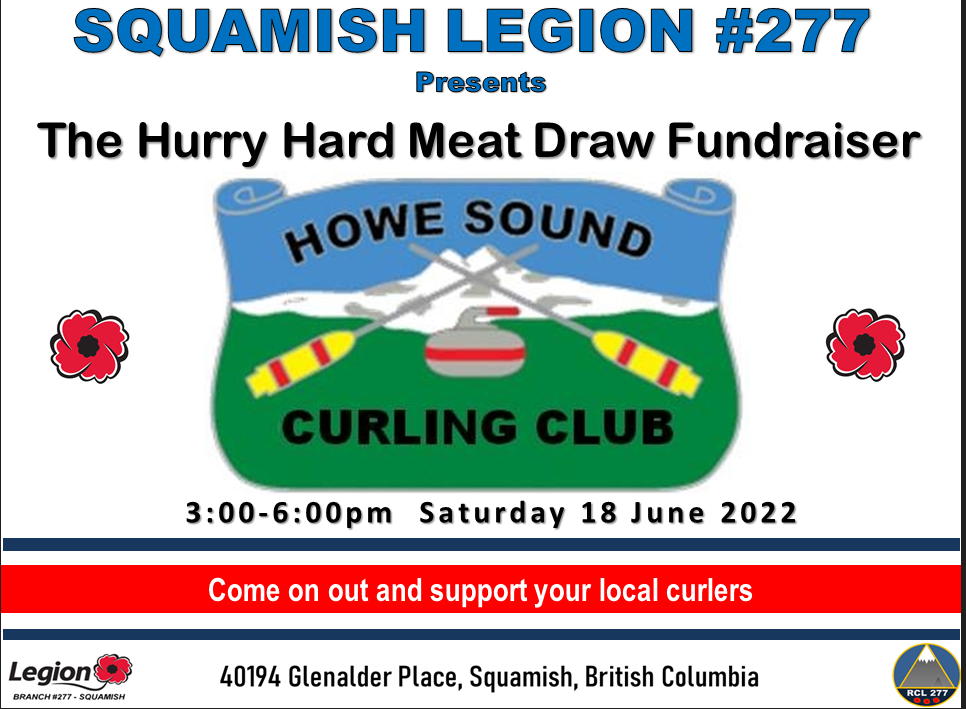 SQUAMISH LEGION #277
Presents
The Hurry Hard Meat Draw Fundraiser
HOWE SOUND
CURLING CLUB
3:00-6:00pm Saturday 18 June 2022
Come on out and support your local curlers
Legion
BRANCH #277 - SQUAMISH
40194 Glenalder Place, Squamish, British Columbia
RCL 277